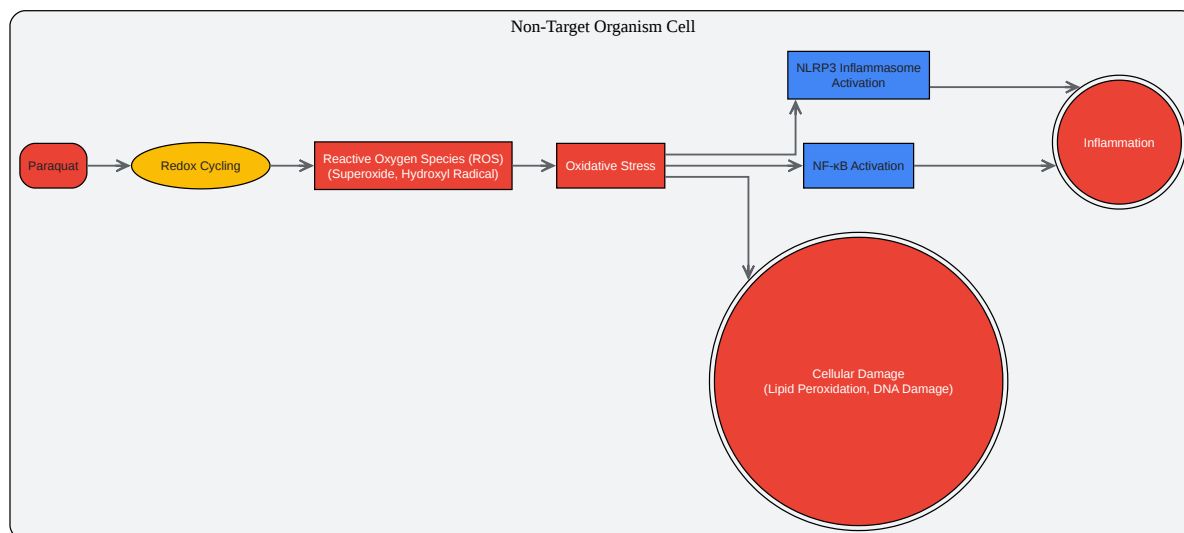 Non-Target Organism Cell
NLRP3 Inflammasome
Activation
Inflammation
Paraquat
Redox Cycling
Reactive Oxygen Species (ROS)
(Superoxide, Hydroxyl Radical)
Oxidative Stress
NF-κB Activation
Cellular Damage
(Lipid Peroxidation, DNA Damage)